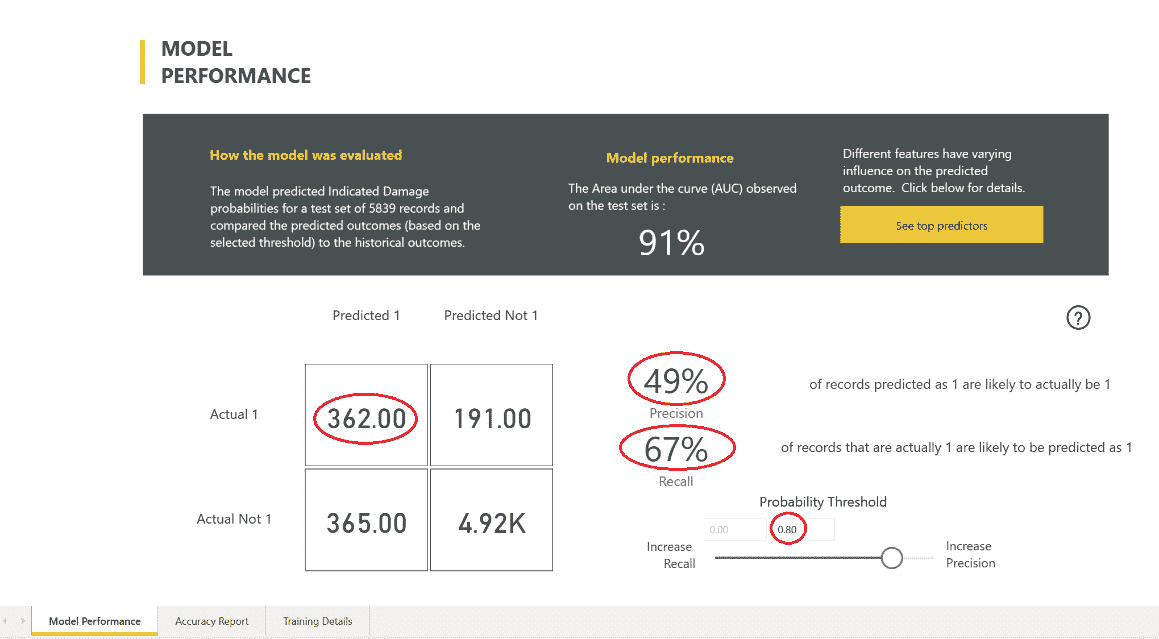 MODEL
PERFORMANCE
How the model was evaluated
The model predicted Indicated Damage
probabilities for a test set of 5839 records and
compared the predicted outcomes (based on the
selected threshold) to the historical outcomes.
Model performance
The Area under the curve (AUC) observed
on the test set is :
91%
Different features have varying
influence on the predicted
outcome. Click below for details.
See top predictors
Predicted 1 Predicted Not 1
?
Actual 1 362.00 191.00
Actual Not 1 365.00 4.92K
49% of records predicted as 1 are likely to actually be 1
Precision
67% of records that are actually 1 are likely to be predicted as 1
Recall
Probability Threshold
0.00 0.80
Increase
Recall
Increase
Precision
Model Performance Accuracy Report Training Details